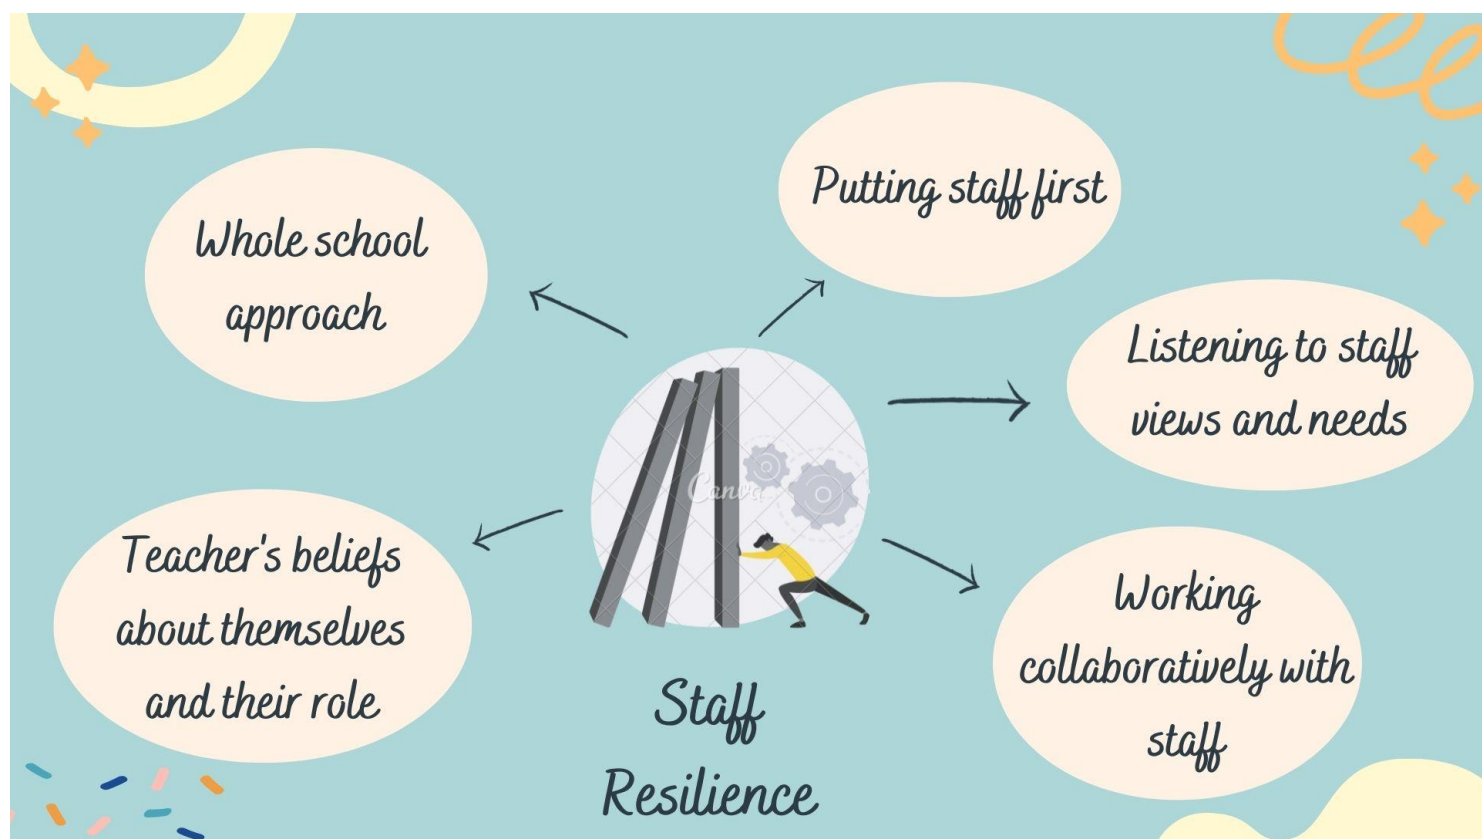 Putting staff first
Whole school
approach
Listening to staff
views and needs
Canva
Teacher's beliefs
about themselves
and their role
Working
collaboratively with
staff
Staff
Resilience